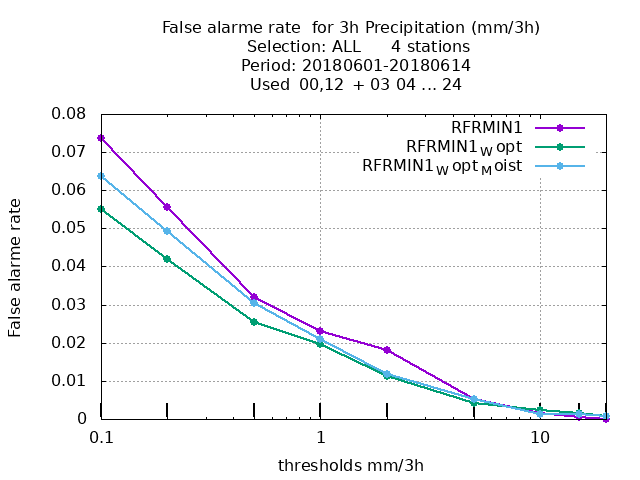 False alarme rate  for 3h Precipitation (mm/3h)
Selection: ALL      4 stations
Period: 20180601-20180614
Used  00,12  + 03 04 ... 24
RFRMIN1
RFRMIN1_W opt
RFRMIN1_W opt_M oist
0.08
0.07
0.06
0.05
0.04
0.03
0.02
0.01
0
False alarme rate
0.1
1
10
thresholds mm/3h